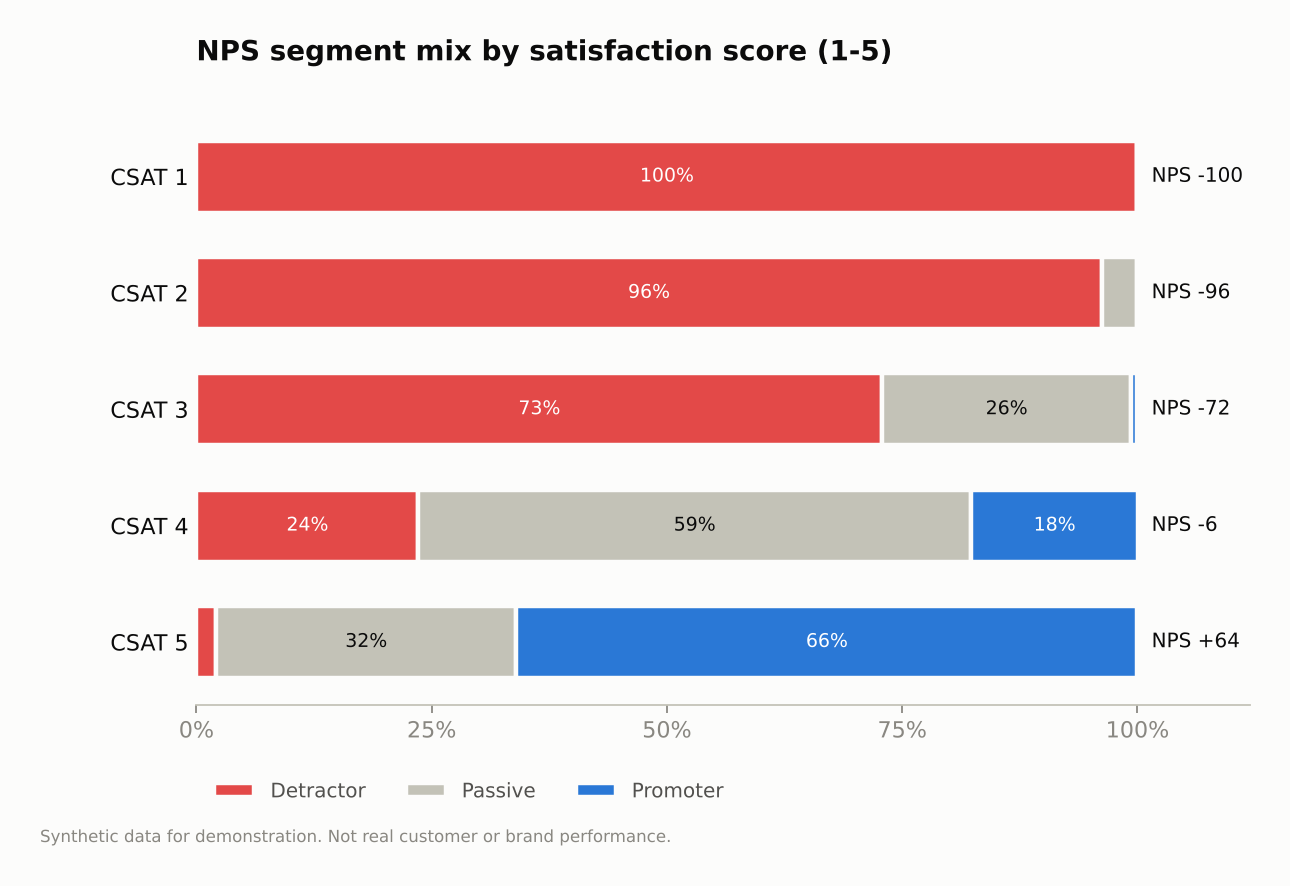 NPS segment mix by satisfaction score (1-5)
CSAT 1 100% NPS -100
CSAT 2 96% NPS -96
CSAT 3 73% 26% NPS -72
CSAT 4 24% 59% 18% NPS -6
CSAT 5 32% 66% NPS +64
0% 25% 50% 75% 100%
Detractor Passive Promoter
Synthetic data for demonstration. Not real customer or brand performance.